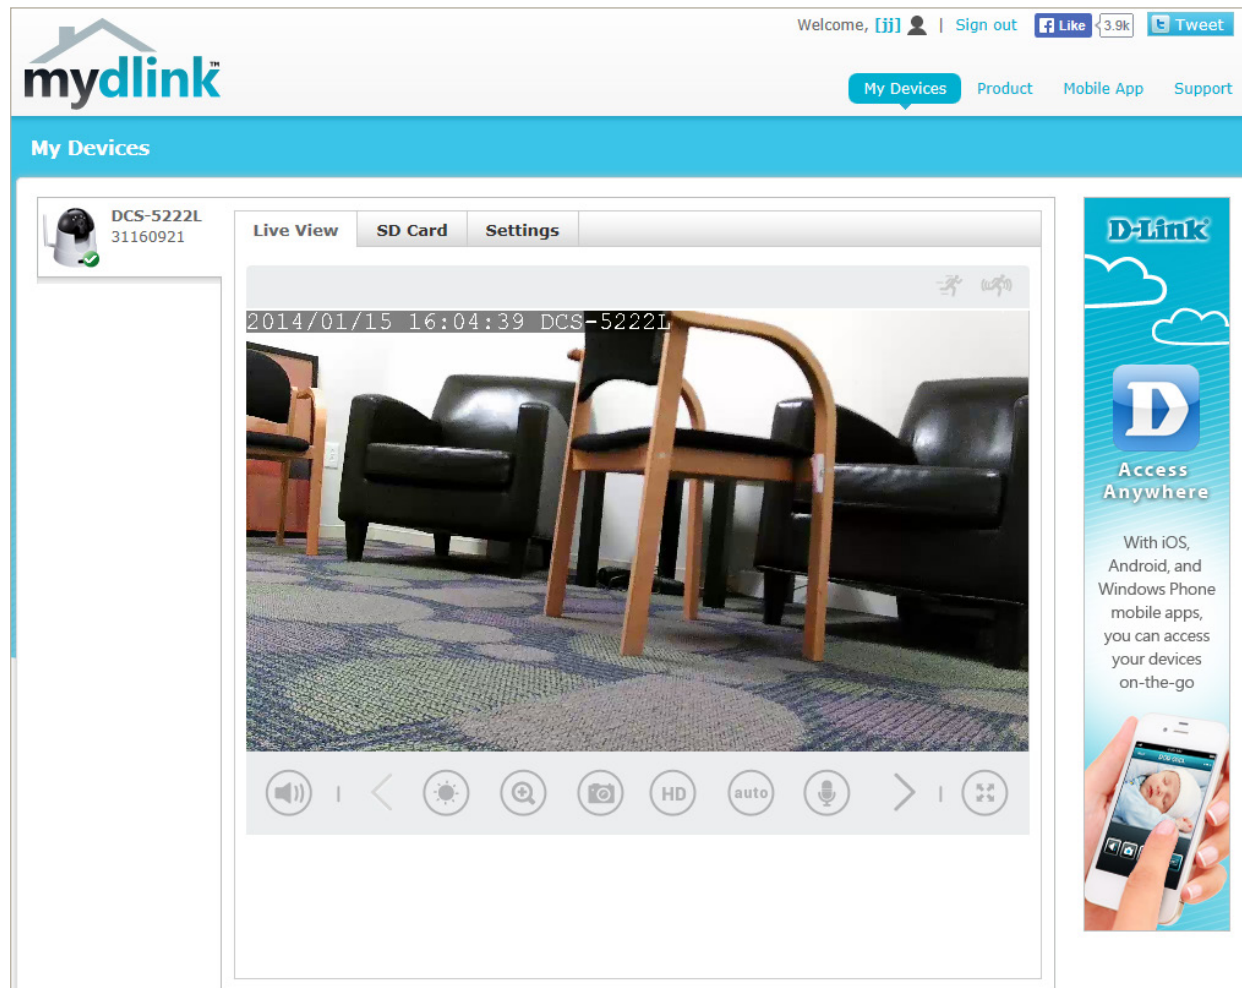 Welcome, [jj] | Sign out Like 3.9k Tweet
mydlink™
My Devices Product Mobile App Support
My Devices
DCS-5222L
31160921
Live View SD Card Settings
2014/01/15 16:04:39 DCS-5222L
HD auto
D-Link
D
Access
Anywhere
With iOS,
Android, and
Windows Phone
mobile apps,
you can access
your devices
on-the-go